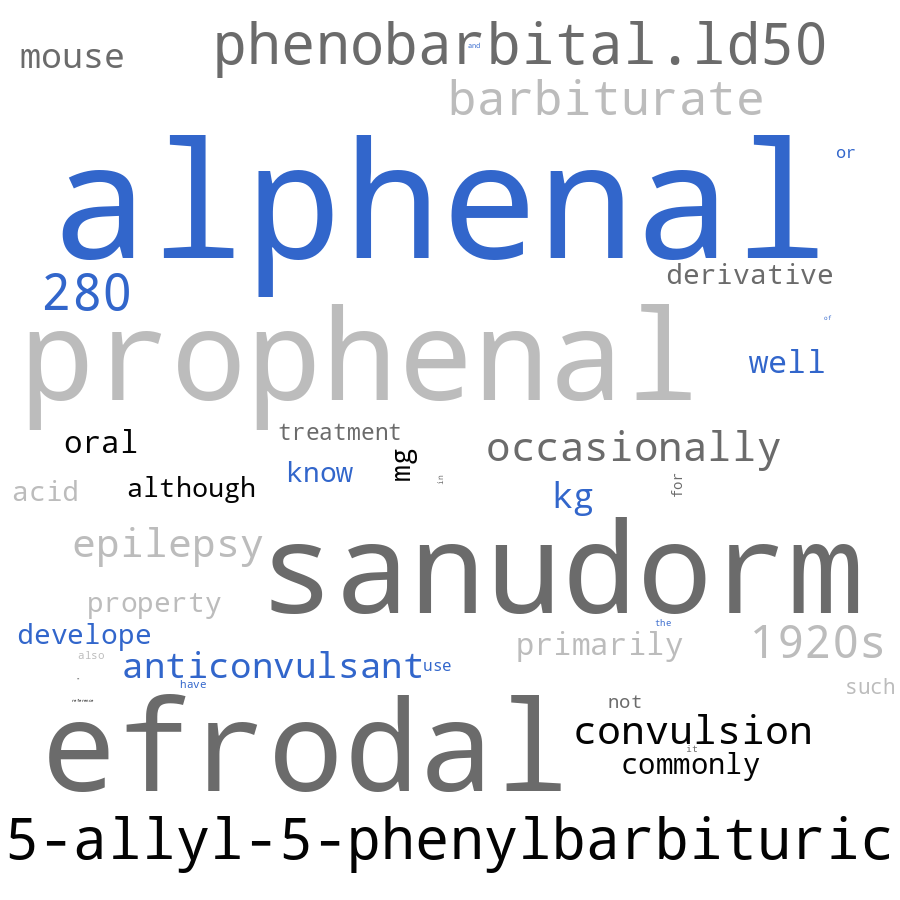 phenobarbital.ld50
mouse
and
barbiturate
alphenal
or
derivative
280
prophenal
of
well
oral
treatment
occasionally
know
mg
in
for
acid
although
kg
epilepsy
sanudorm
property
develope
the
primarily
1920s
also
anticonvulsant
use
have
such
.
reference
efrodal
not
convulsion
it
commonly
5-allyl-5-phenylbarbituric